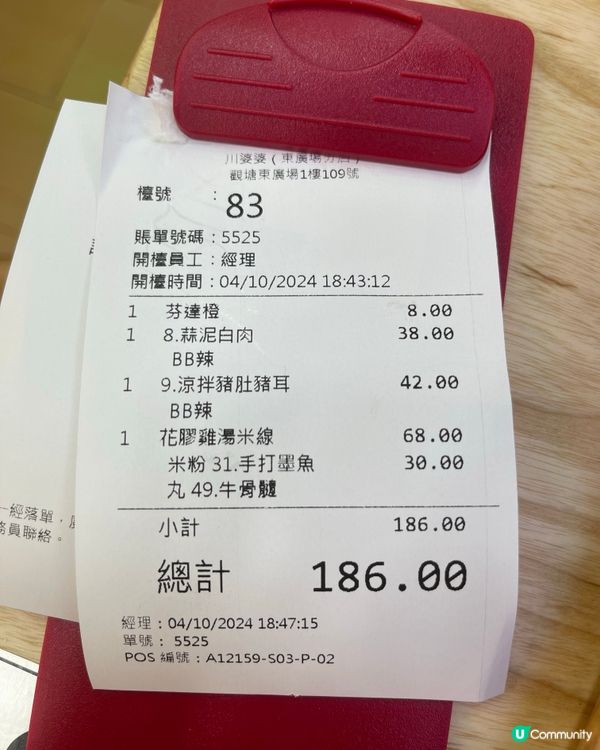 川婆婆（東廣場分店）
觀塘東廣場1樓109號
檯號 : 83
賬單號碼：5525
開檯員工：經理
開檯時間：04/10/2024 18:43:12
1 芬達橙 8.00
1 8.蒜泥白肉 38.00
BB辣
1 9.涼拌豬肚豬耳 42.00
BB辣
1 花膠雞湯米線 68.00
米粉 31.手打墨魚 30.00
丸 49.牛骨髓
小計 186.00
總計 186.00
經理：04/10/2024 18:47:15
單號： 5525
POS 編號：A12159-S03-P-02
一經落單，
務員聯絡。
U Community